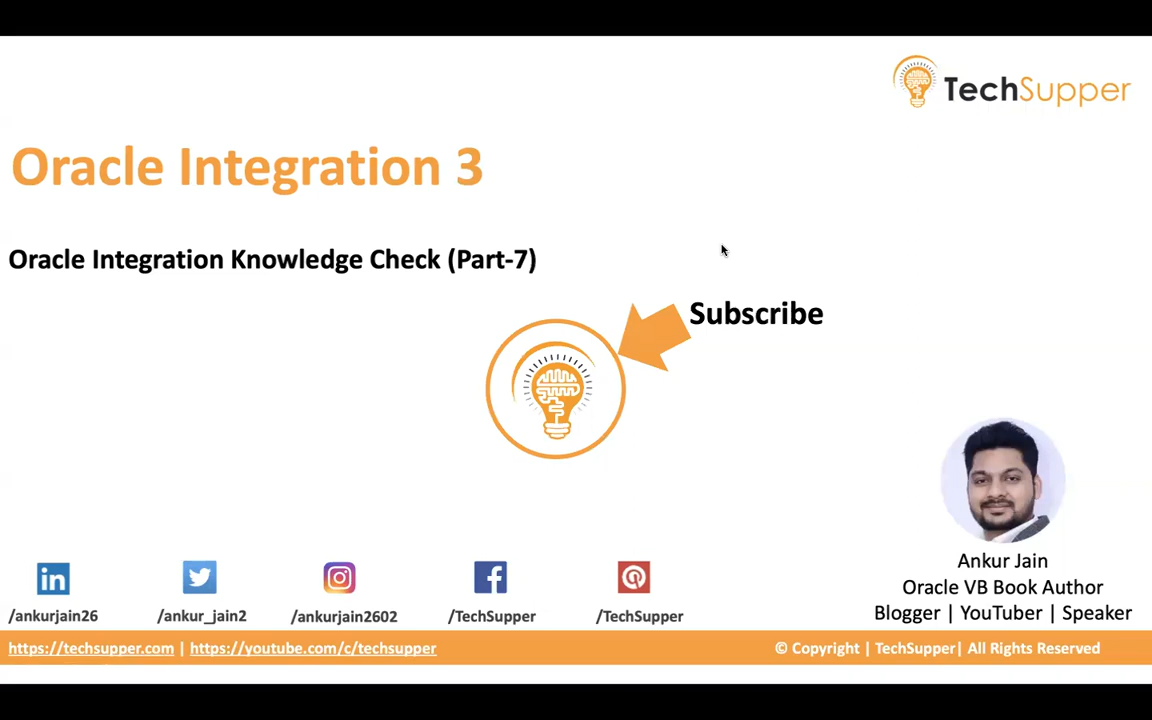 TechSupper
Oracle Integration 3
Oracle Integration Knowledge Check (Part-7)
Subscribe
Ankur Jain
Oracle VB Book Author
Blogger | YouTuber | Speaker
in
/ankurjain26
/ankur_jain2
/ankurjain2602
f
/TechSupper
/TechSupper
https://techsupper.com | https://youtube.com/c/techsupper
© Copyright | TechSupper| All Rights Reserved